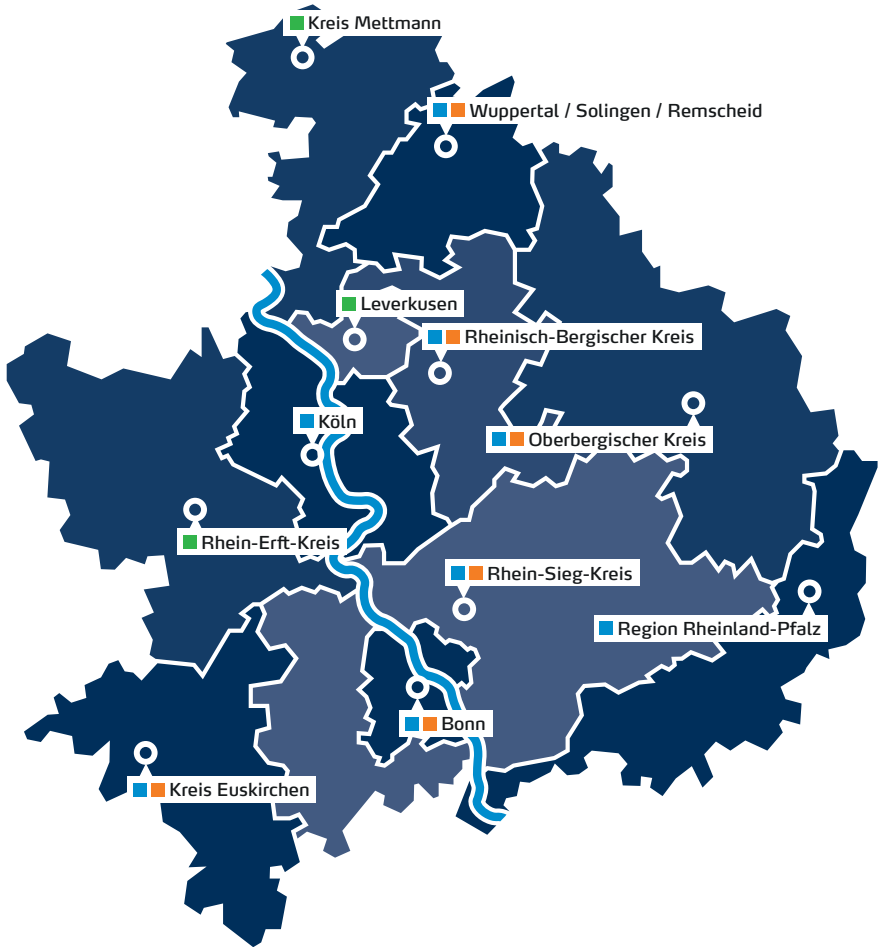 Kreis Mettmann
Wuppertal / Solingen / Remscheid
Leverkusen
Rheinisch-Bergischer Kreis
Köln
Oberbergischer Kreis
Rhein-Erft-Kreis
Rhein-Sieg-Kreis
Region Rheinland-Pfalz
Bonn
Kreis Euskirchen